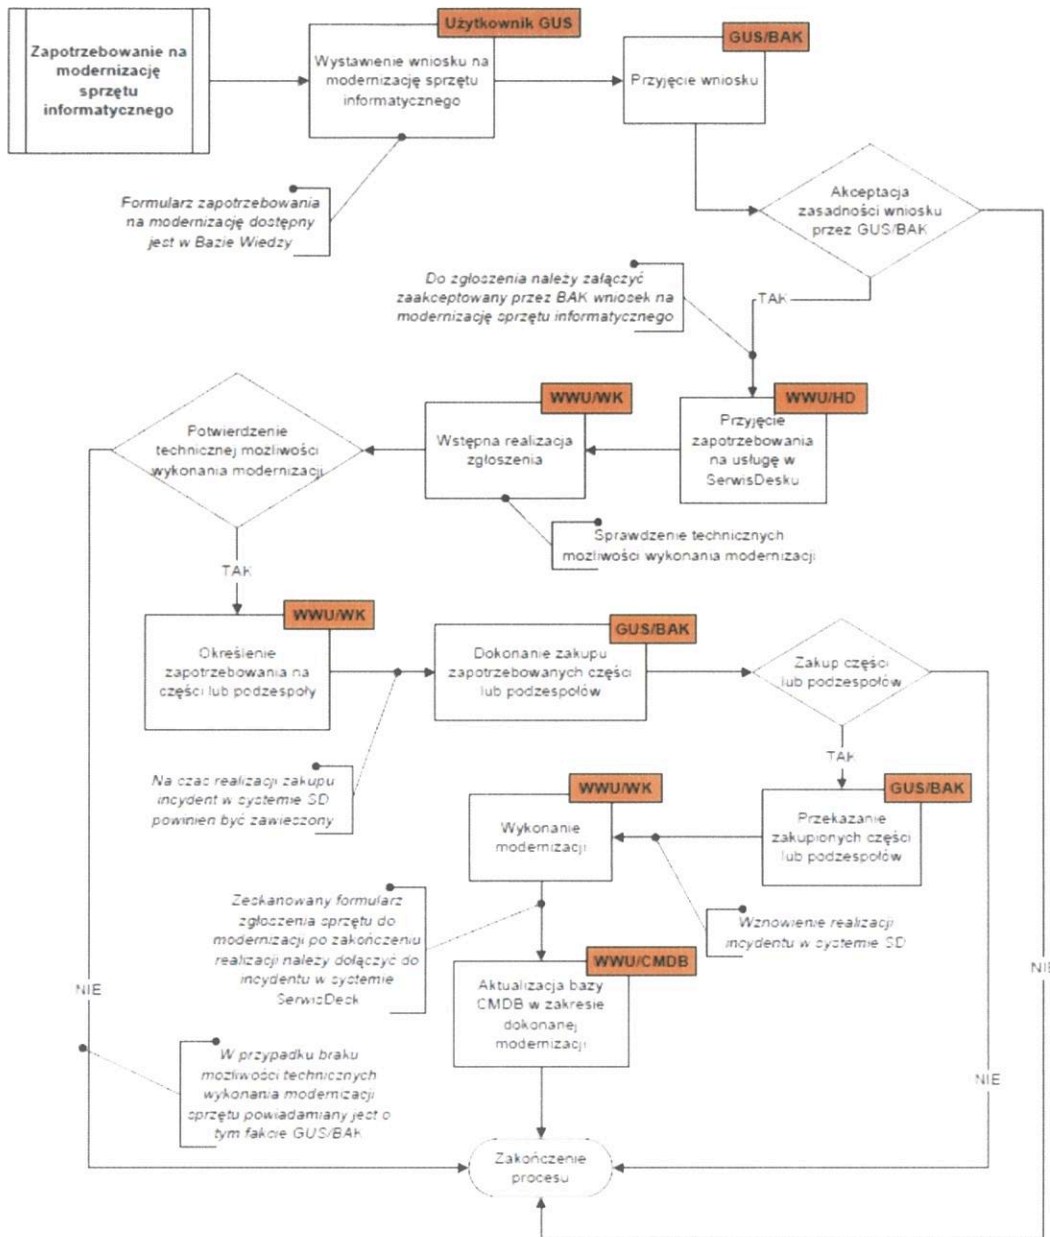 Zapotrzebowanie na
modernizację
sprzętu
informatycznego
Użytkownik GUS
Wystawienie wniosku na
modernizację sprzętu
informatycznego
GUS/BAK
Przyjęcie wniosku
Formularz zapotrzebowania
na modernizację dostępny
jest w Bazie Wiedzy
Akceptacja
zasadności wniosku
przez GUS/BAK
Do zgłoszenia należy załączyć
zaakceptowany przez BAK wniosek na
modernizację sprzętu informatycznego
TAK
WWU/HD
Przyjęcie
zapotrzebowania
na usługę w
SerwisDesku
WWU/WK
Wstępna realizacja
zgłoszenia
Potwierdzenie
technicznej możliwości
wykonania modernizacji
Sprawdzenie technicznych
możliwości wykonania modernizacji
TAK
WWU/WK
Określenie
zapotrzebowania na
części lub podzespoły
GUS/BAK
Dokonanie zakupu
zapotrzebowanych części
lub podzespołów
Zakup części
lub podzespołów
TAK
Na czas realizacji zakupu
incydent w systemie SD
powinien być zawieszony
WWU/WK
Wykonanie
modernizacji
GUS/BAK
Przekazanie
zakupionych części
lub podzespołów
Zeskanowany formularz
zgłoszenia sprzętu do
modernizacji po zakończeniu
realizacji należy dołączyć do
incydentu w systemie
SerwisDeck
Wznowienie realizacji
incydentu w systemie SD
WWU/CMDB
Aktualizacja bazy
CMDB w zakresie
dokonanej
modernizacji
NIE
NIE
NIE
W przypadku braku
możliwości technicznych
wykonania modernizacji
sprzętu powiadamiany jest o
tym fakcie GUS/BAK
Zakończenie
procesu